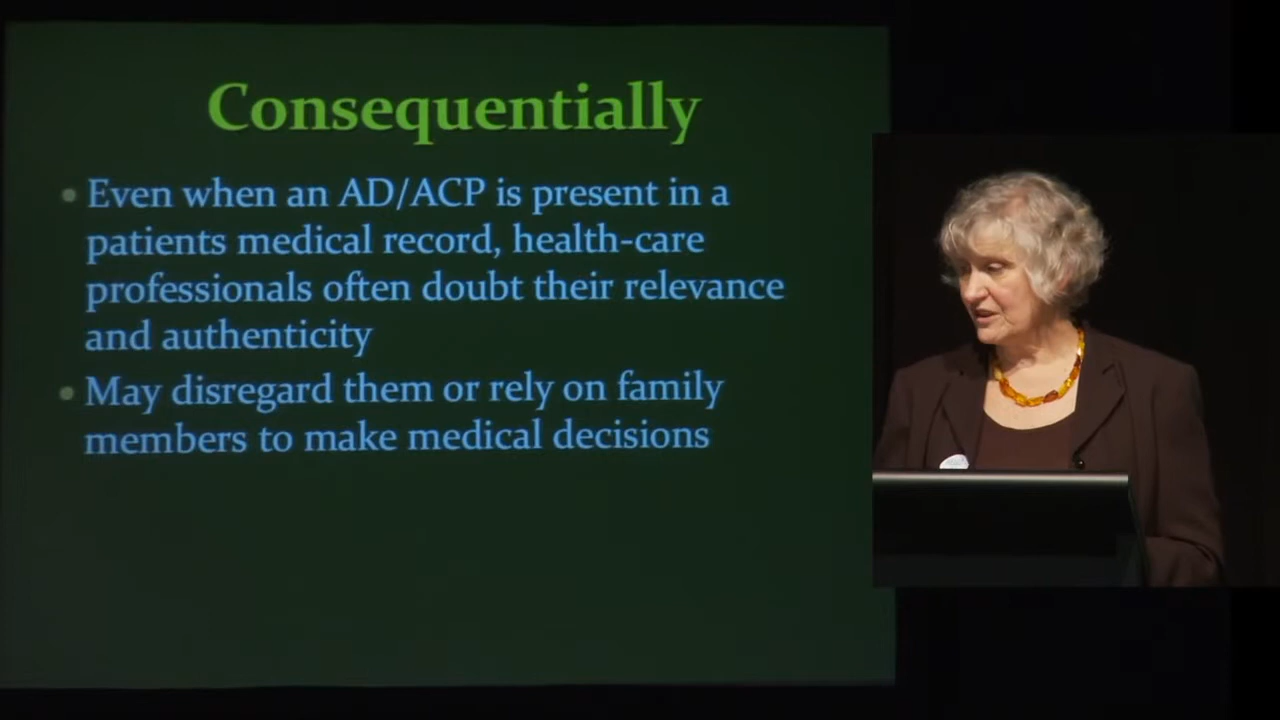 Consequentially
• Even when an AD/ACP is present in a
patients medical record, health-care
professionals often doubt their relevance
and authenticity
• May disregard them or rely on family
members to make medical decisions